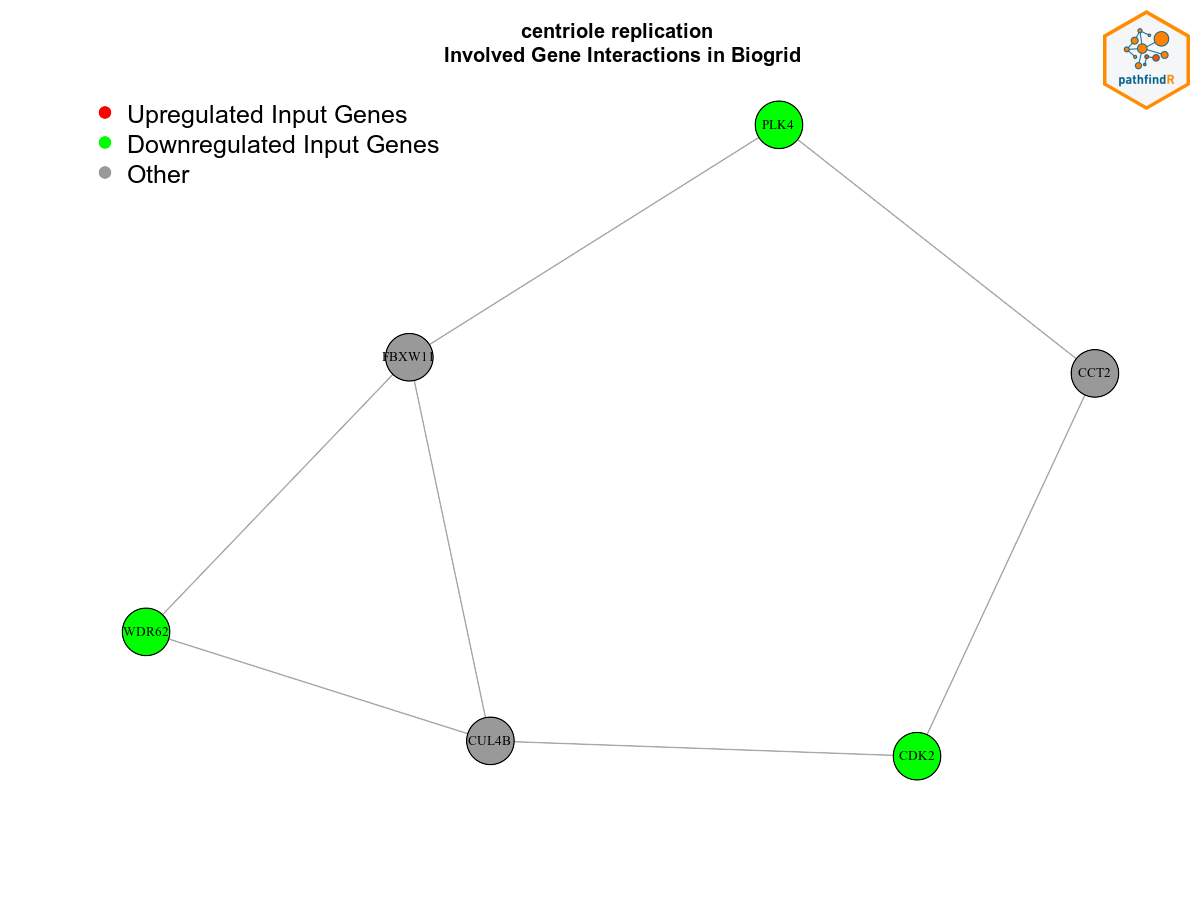 centriole replication
Involved Gene Interactions in Biogrid
pathfindR
Upregulated Input Genes
Downregulated Input Genes
Other
PLK4
FBXW11
CCT2
WDR62
CUL4B
CDK2